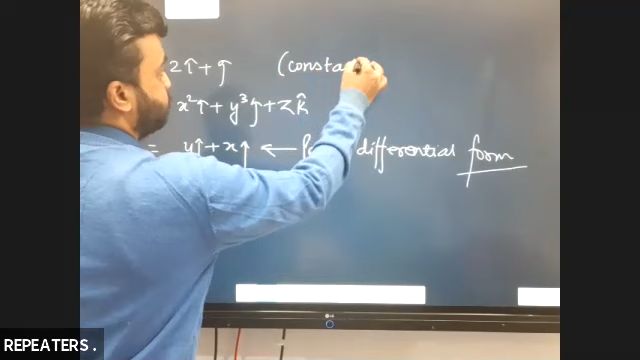 2î + ĵ (consta
x²î + y³ĵ + zk̂
= yî + xĵ ← differential form
REPEATERS .